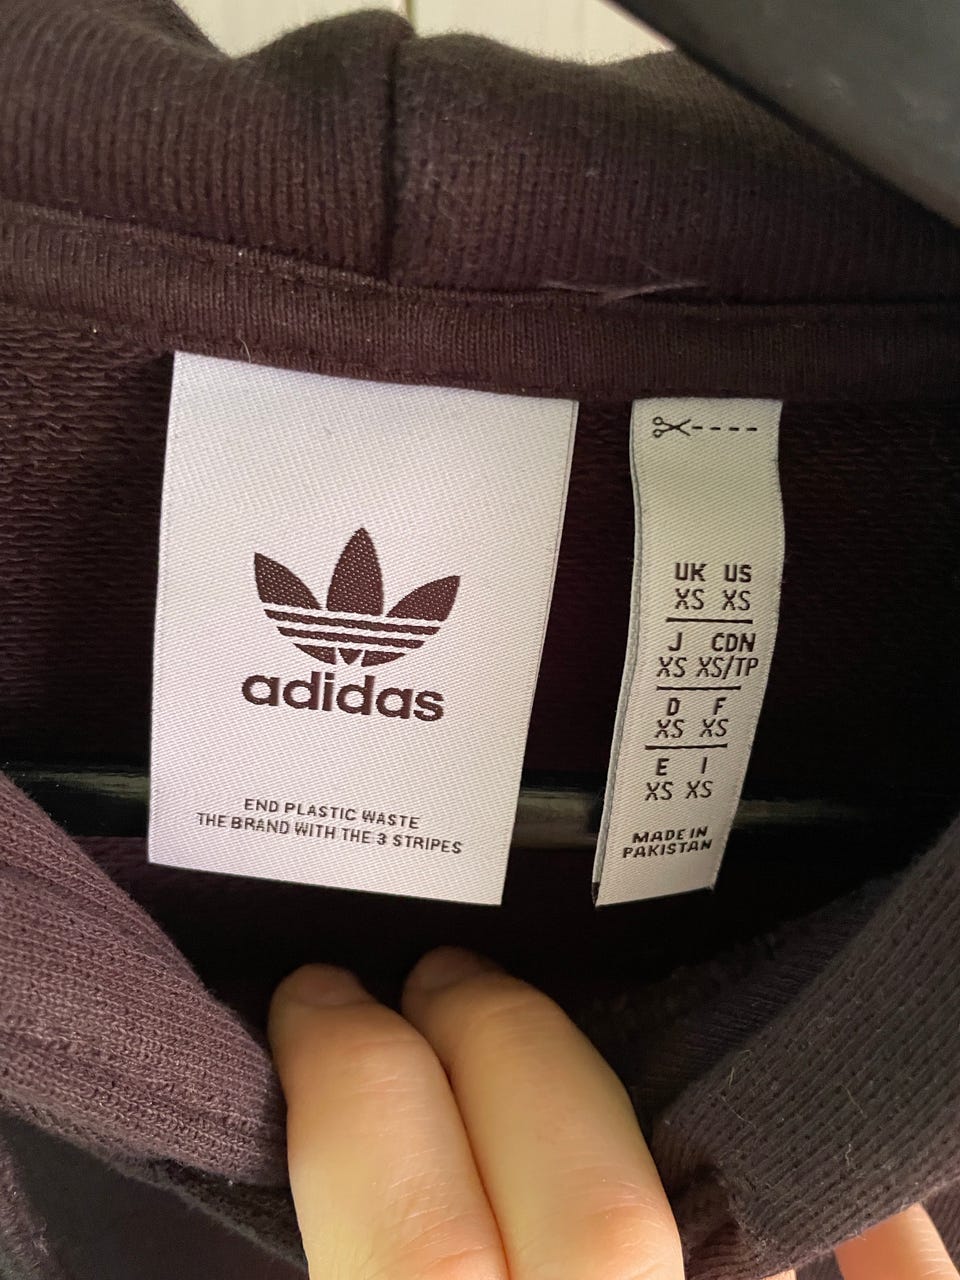 adidas
END PLASTIC WASTE
THE BRAND WITH THE 3 STRIPES
UK US
XS XS
J CDN
XS XS/TP
D F
XS XS
E I
XS XS
MADE IN
PAKISTAN